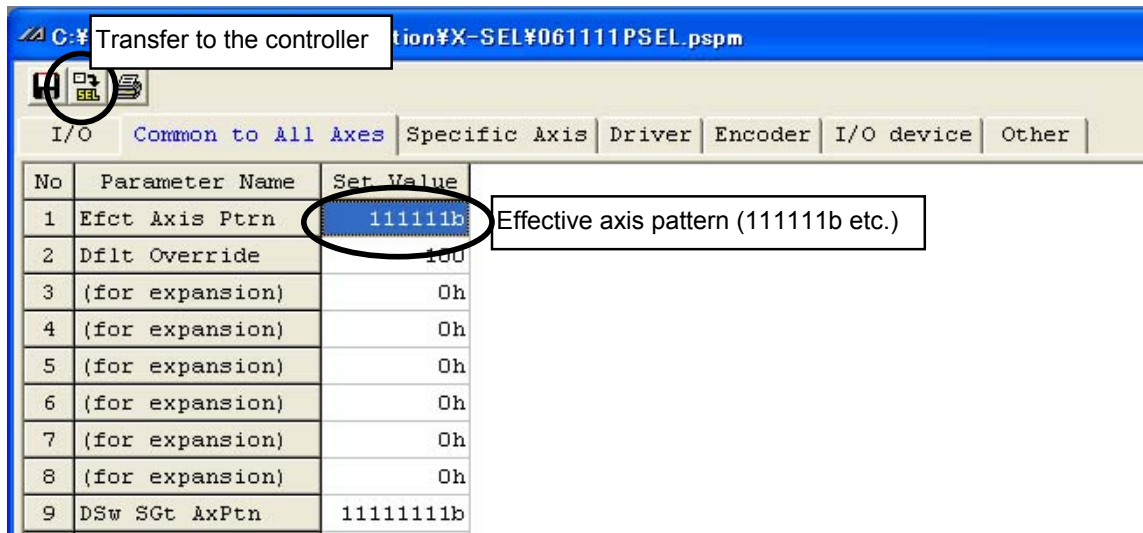 C:¥
Transfer to the controller
tion¥X-SEL¥061111PSEL.pspm
SEL
I/O Common to All Axes Specific Axis Driver Encoder I/O device Other
No Parameter Name Set Value
1 Efct Axis Ptrn 111111b
Effective axis pattern (111111b etc.)
2 Dflt Override 100
3 (for expansion) 0h
4 (for expansion) 0h
5 (for expansion) 0h
6 (for expansion) 0h
7 (for expansion) 0h
8 (for expansion) 0h
9 DSw SGt AxPtn 11111111b